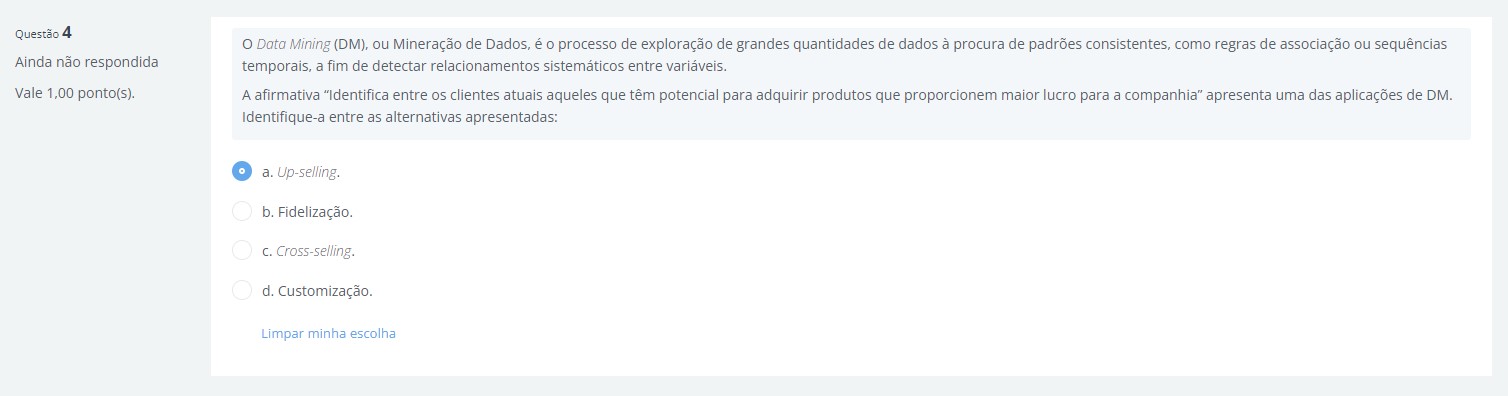 Questão 4
Ainda não respondida
Vale 1,00 ponto(s).
O Data Mining (DM), ou Mineração de Dados, é o processo de exploração de grandes quantidades de dados à procura de padrões consistentes, como regras de associação ou sequências
temporais, a fim de detectar relacionamentos sistemáticos entre variáveis.
A afirmativa “Identifica entre os clientes atuais aqueles que têm potencial para adquirir produtos que proporcionem maior lucro para a companhia” apresenta uma das aplicações de DM.
Identifique-a entre as alternativas apresentadas:
a. Up-selling.
b. Fidelização.
c. Cross-selling.
d. Customização.
Limpar minha escolha